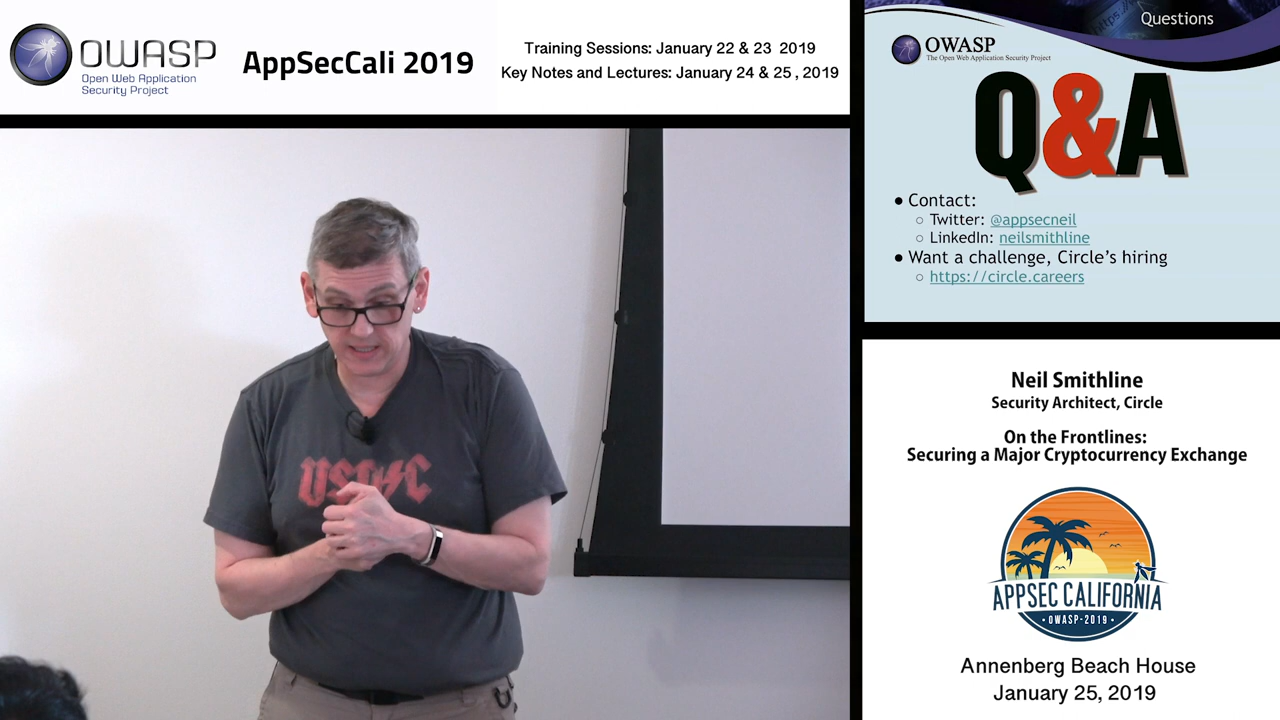 OWASP
Open Web Application
Security Project
AppSecCali 2019
Training Sessions: January 22 & 23 2019
Key Notes and Lectures: January 24 & 25 , 2019
Questions
OWASP
The Open Web Application Security Project
Q&A
● Contact:
○ Twitter: @appsecneil
○ LinkedIn: neilsmithline
● Want a challenge, Circle's hiring
○ https://circle.careers
Neil Smithline
Security Architect, Circle
On the Frontlines:
Securing a Major Cryptocurrency Exchange
APPSEC CALIFORNIA
• OWASP-2019 •
Annenberg Beach House
January 25, 2019